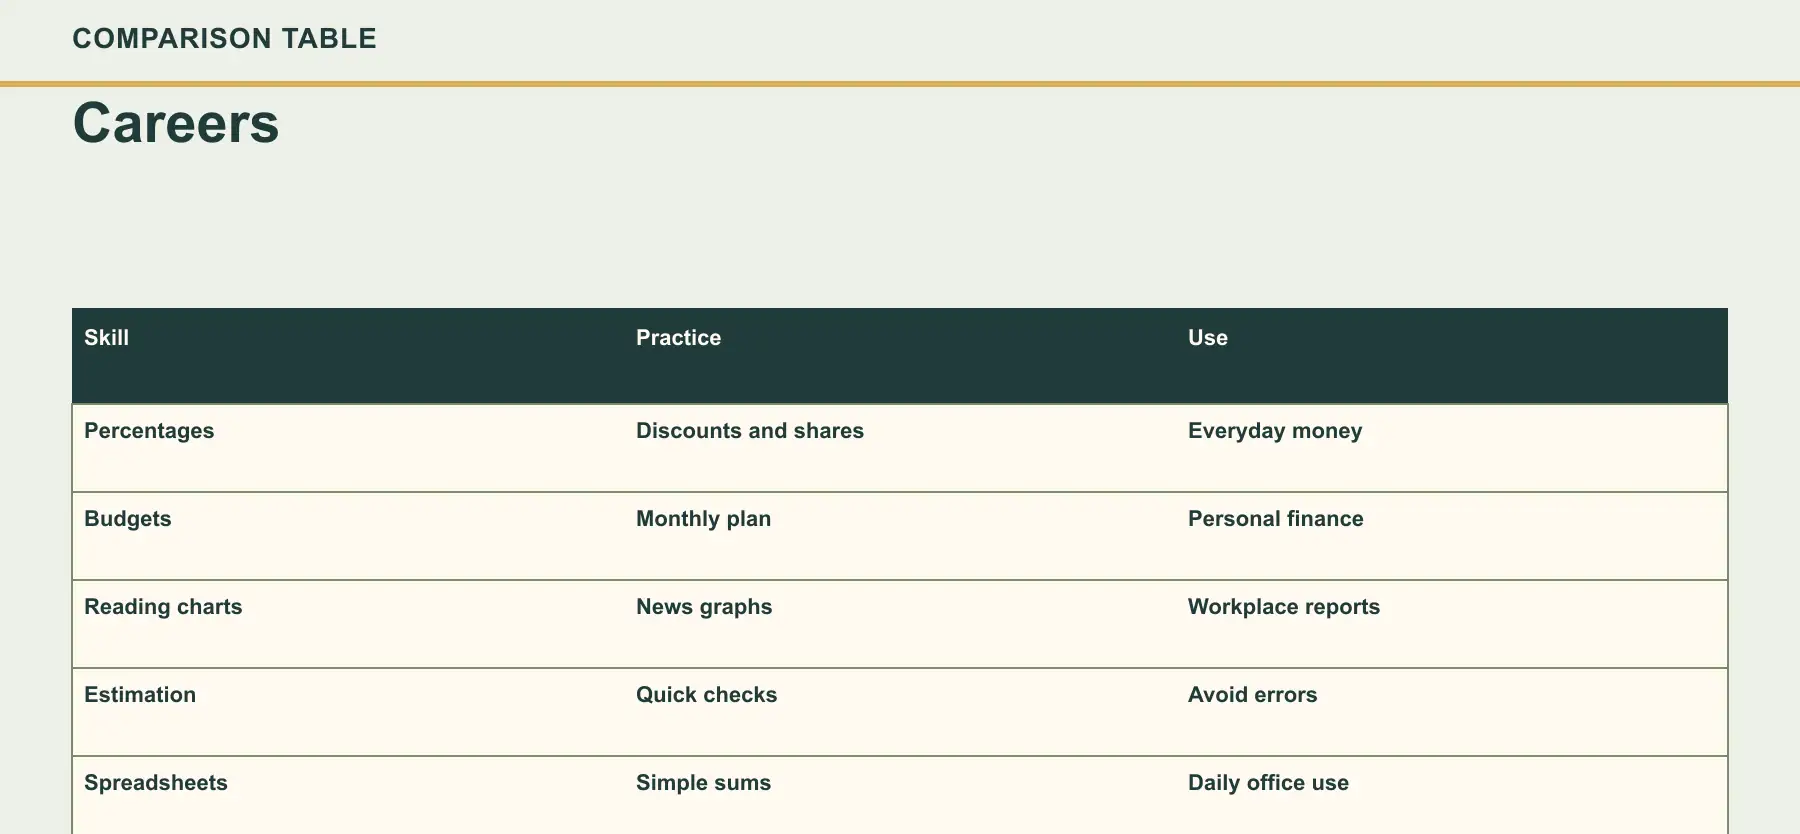 COMPARISON TABLE
Careers
Skill Practice Use
Percentages Discounts and shares Everyday money
Budgets Monthly plan Personal finance
Reading charts News graphs Workplace reports
Estimation Quick checks Avoid errors
Spreadsheets Simple sums Daily office use